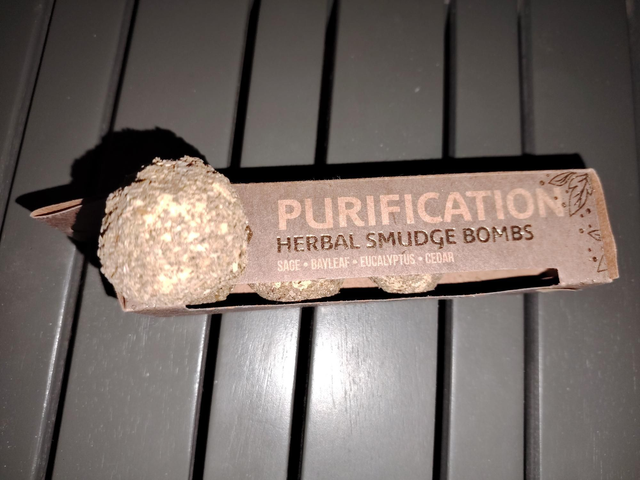 PURIFICATION
HERBAL SMUDGE BOMBS
SAGE • BAYLEAF • EUCALYPTUS • CEDAR